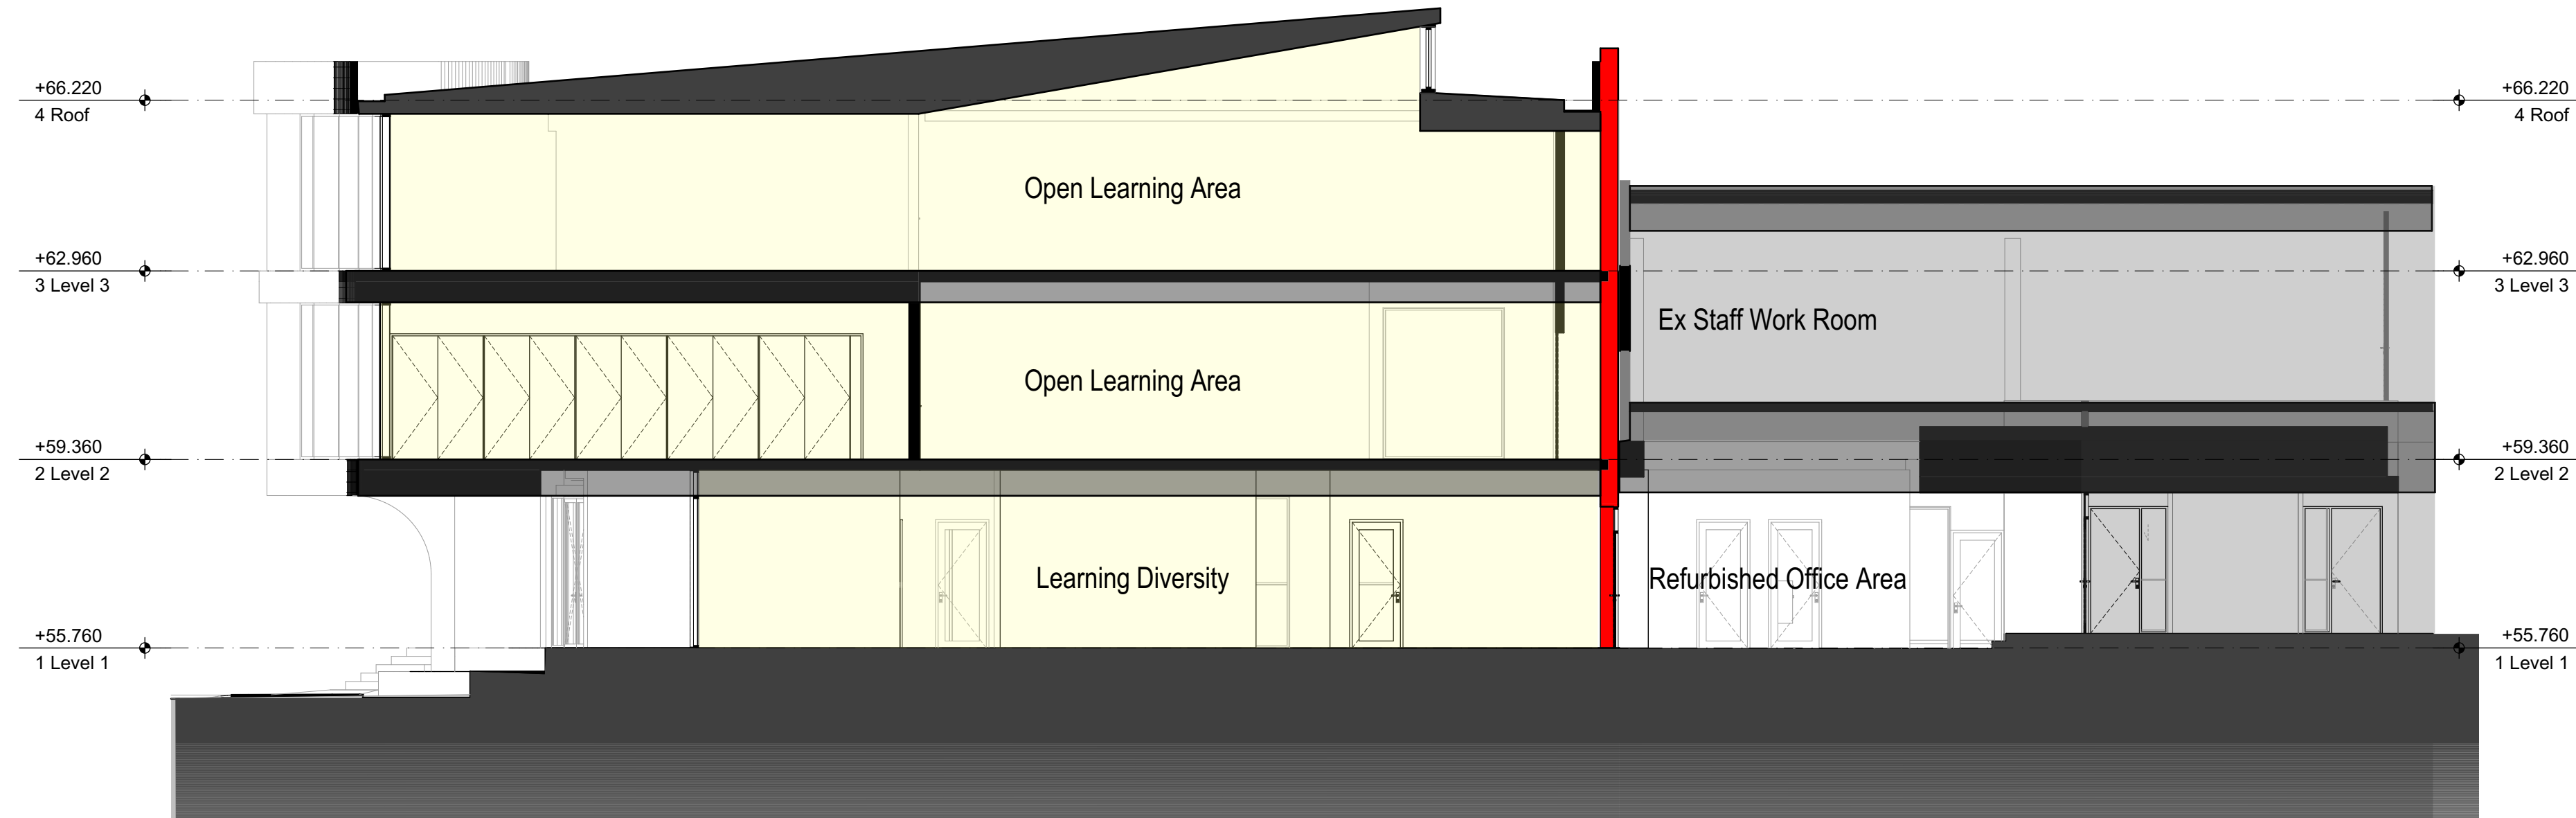 +66.220
4 Roof
+66.220
4 Roof
Open Learning Area
+62.960
3 Level 3
+62.960
3 Level 3
Ex Staff Work Room
Open Learning Area
+59.360
2 Level 2
+59.360
2 Level 2
Learning Diversity
Refurbished Office Area
+55.760
1 Level 1
+55.760
1 Level 1